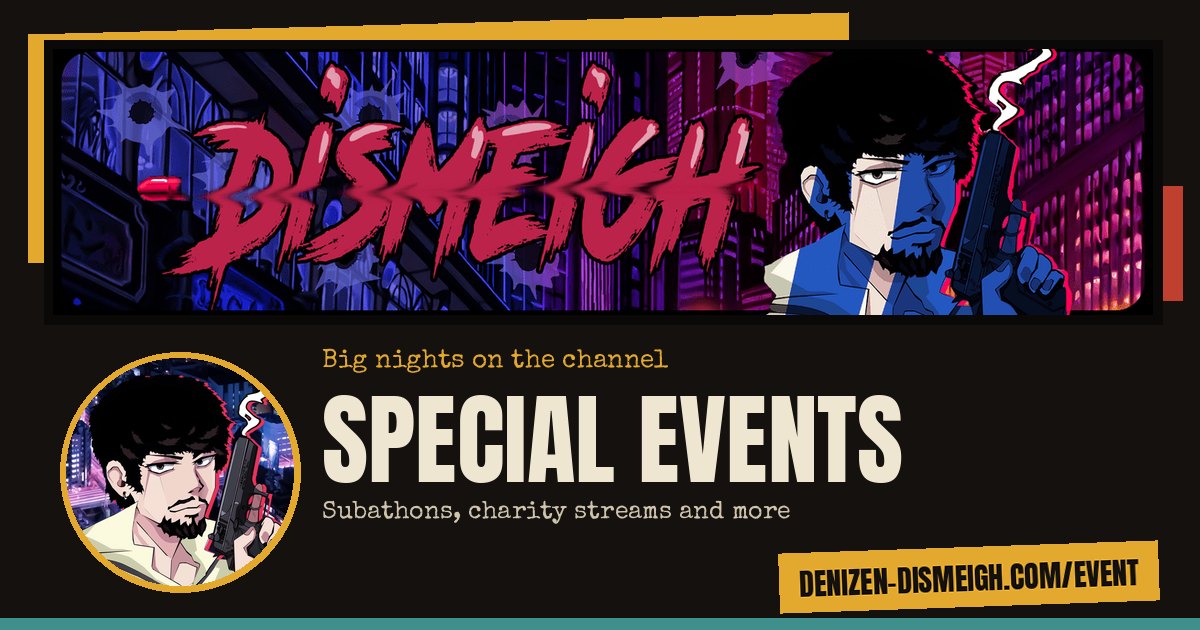 DISMEIGH
Big nights on the channel
SPECIAL EVENTS
Subathons, charity streams and more
DENIZEN-DISMEIGH.COM/EVENT